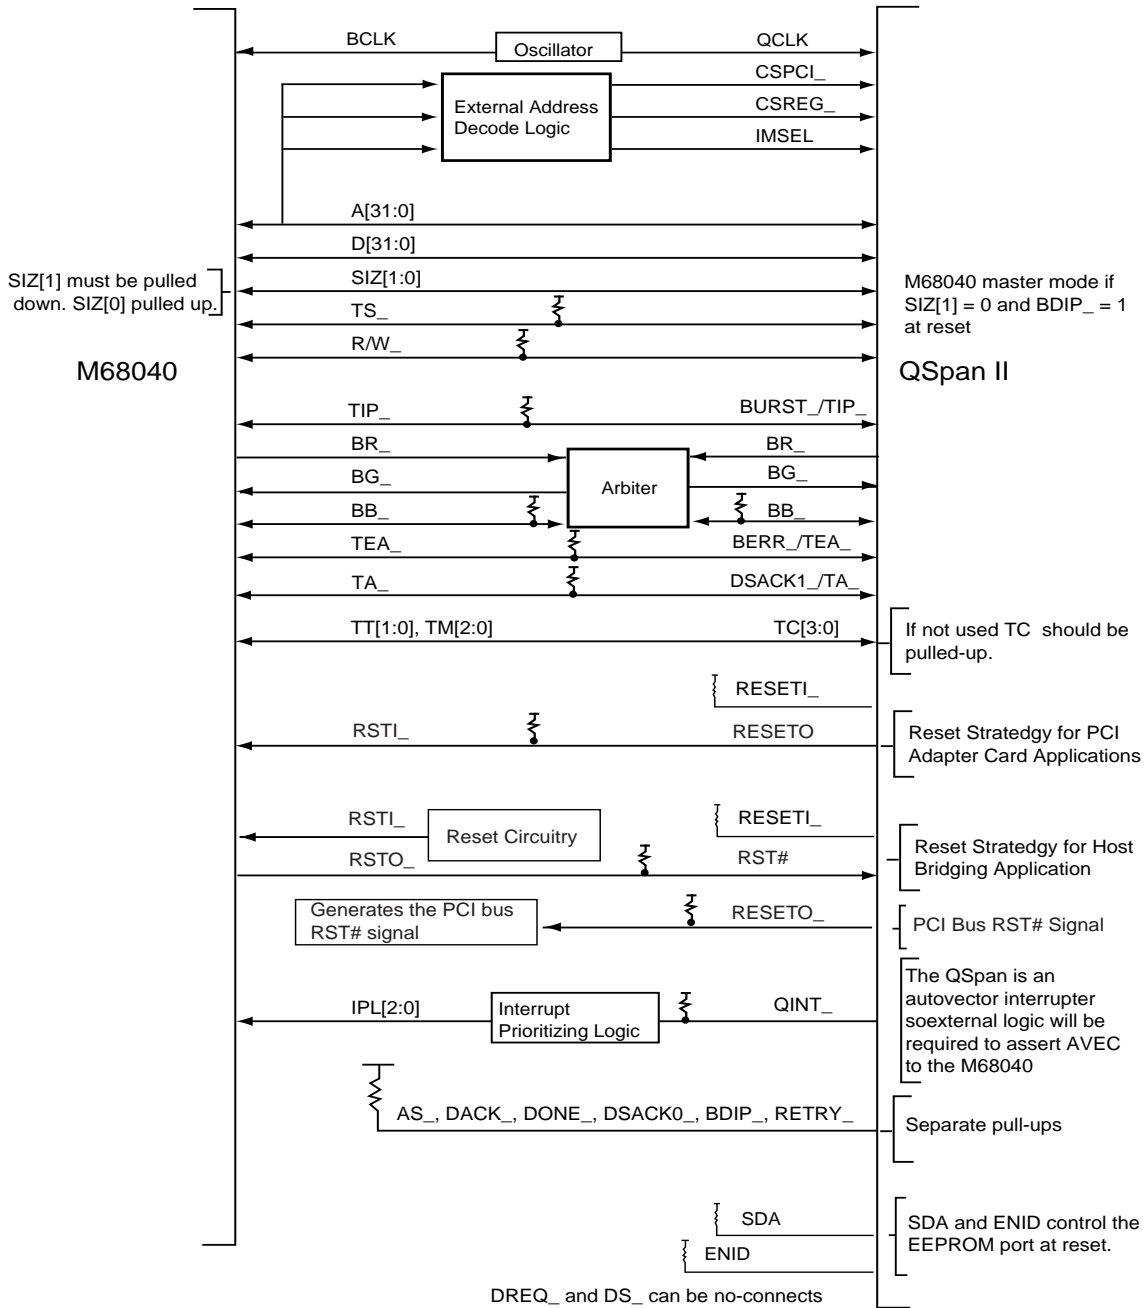 BCLK
Oscillator
QCLK
CSPCI_
External Address
Decode Logic
CSREG_
IMSEL
A[31:0]
D[31:0]
SIZ[1] must be pulled
down. SIZ[0] pulled up.
SIZ[1:0]
M68040 master mode if
SIZ[1] = 0 and BDIP_ = 1
at reset
TS_
R/W_
M68040
QSpan II
TIP_
BURST_/TIP_
BR_
BR_
BG_
Arbiter
BG_
BB_
BB_
TEA_
BERR_/TEA_
TA_
DSACK1_/TA_
TT[1:0], TM[2:0]
TC[3:0]
If not used TC should be
pulled-up.
RESETI_
RSTI_
RESETO
Reset Stratedgy for PCI
Adapter Card Applications
RSTI_
Reset Circuitry
RESETI_
RSTO_
RST#
Reset Stratedgy for Host
Bridging Application
Generates the PCI bus
RST# signal
RESETO_
PCI Bus RST# Signal
IPL[2:0]
Interrupt
Prioritizing Logic
QINT_
The QSpan is an
autovector interrupter
soexternal logic will be
required to assert AVEC
to the M68040
AS_, DACK_, DONE_, DSACK0_, BDIP_, RETRY_
Separate pull-ups
SDA
ENID
SDA and ENID control the
EEPROM port at reset.
DREQ_ and DS_ can be no-connects